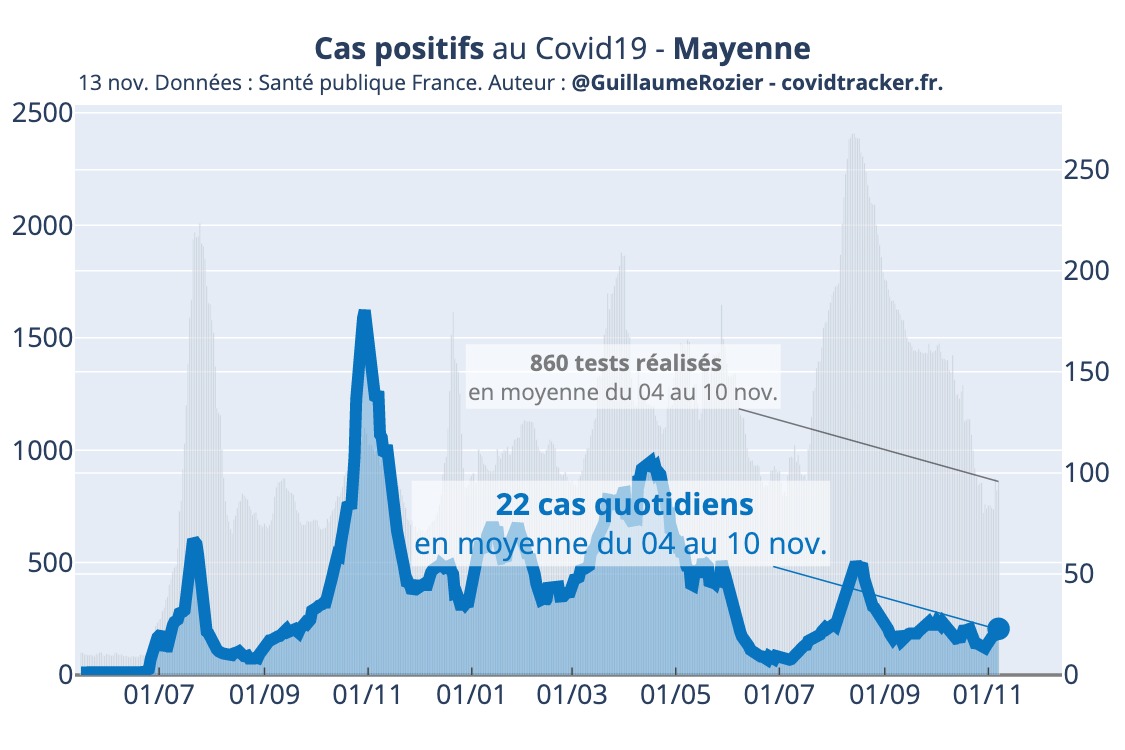 Cas positifs au Covid19 - Mayenne
13 nov. Données : Santé publique France. Auteur : @GuillaumeRozier - covidtracker.fr.
2500
250
2000
200
1500
150
860 tests réalisés
en moyenne du 04 au 10 nov.
1000
100
22 cas quotidiens
en moyenne du 04 au 10 nov.
500
50
0
0
01/07 01/09 01/11 01/01 01/03 01/05 01/07 01/09 01/11